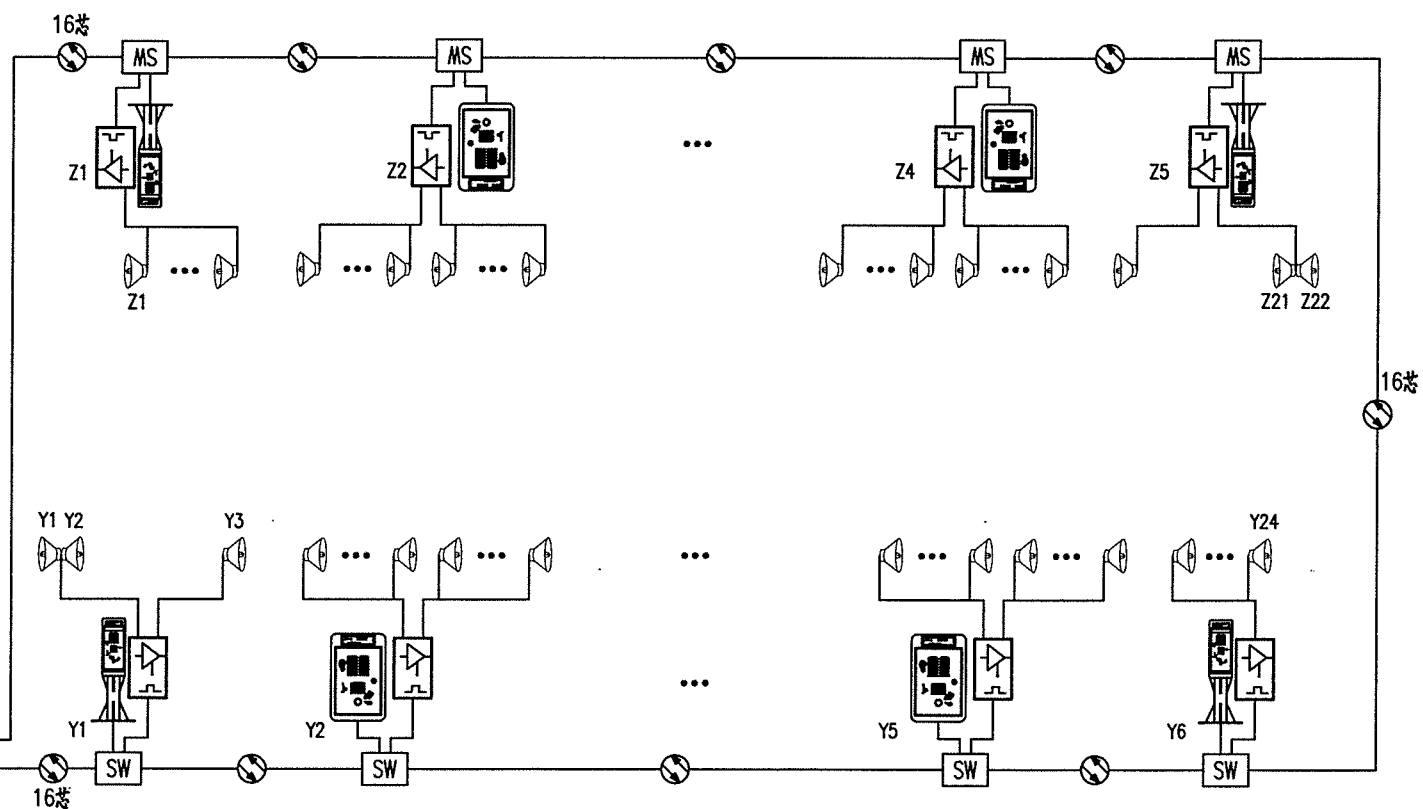 16芯
MS MS MS MS
Z1 Z2 ••• Z4 Z5
Z1 Z21 Z22
16芯
Y1 Y2 Y3 Y24
Y1 Y2 Y5 Y6
SW SW SW SW
16芯